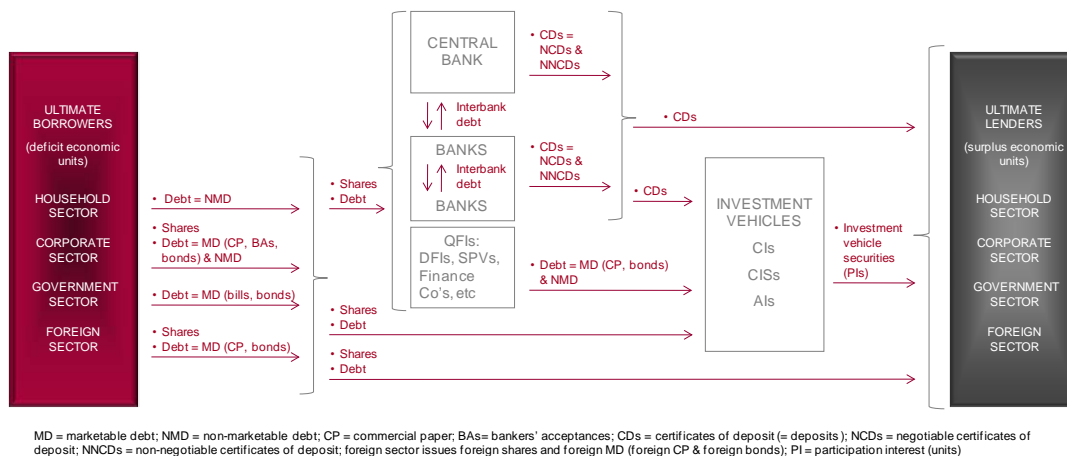 ULTIMATE
BORROWERS
(deficit economic
units)
HOUSEHOLD
SECTOR
CORPORATE
SECTOR
GOVERNMENT
SECTOR
FOREIGN
SECTOR
• Debt = NMD
• Shares
• Debt = MD (CP, BAs,
bonds) & NMD
• Debt = MD (bills, bonds)
• Shares
• Debt = MD (CP, bonds)
• Shares
• Debt
• Shares
• Debt
• Shares
• Debt
CENTRAL
BANK
Interbank
debt
BANKS
Interbank
debt
BANKS
QFIs:
DFIs, SPVs,
Finance
Co's, etc
• CDs =
NCDs &
NNCDs
• CDs =
NCDs &
NNCDs
• Debt = MD (CP, bonds)
& NMD
• CDs
• CDs
INVESTMENT
VEHICLES
CIs
CISs
AIs
• Investment
vehicle
securities
(PIs)
ULTIMATE
LENDERS
(surplus economic
units)
HOUSEHOLD
SECTOR
CORPORATE
SECTOR
GOVERNMENT
SECTOR
FOREIGN
SECTOR
MD = marketable debt; NMD = non-marketable debt; CP = commercial paper; BAs= bankers' acceptances; CDs = certificates of deposit (= deposits); NCDs = negotiable certificates of
deposit; NNCDs = non-negotiable certificates of deposit; foreign sector issues foreign shares and foreign MD (foreign CP & foreign bonds); PI = participation interest (units)